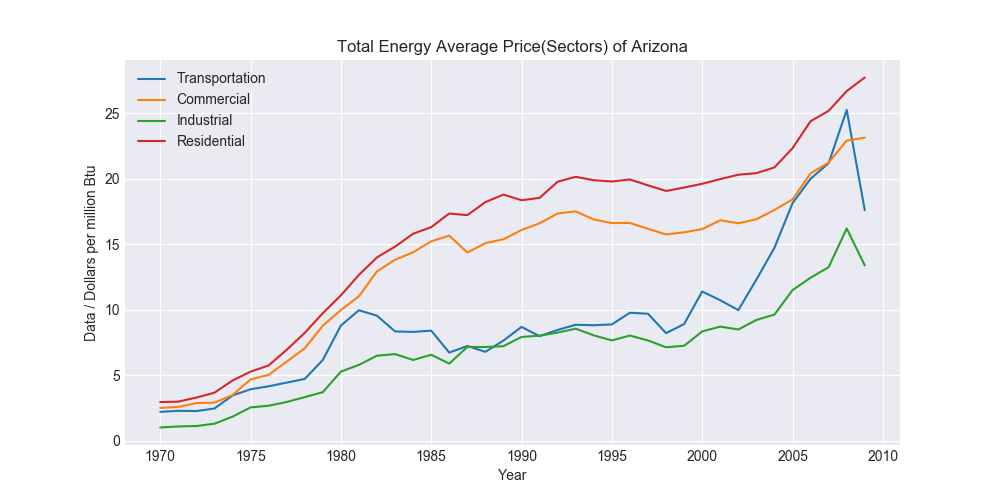 Total Energy Average Price(Sectors) of Arizona
Transportation
Commercial
Industrial
Residential
Data / Dollars per million Btu
25
20
15
10
5
0
1970 1975 1980 1985 1990 1995 2000 2005 2010
Year